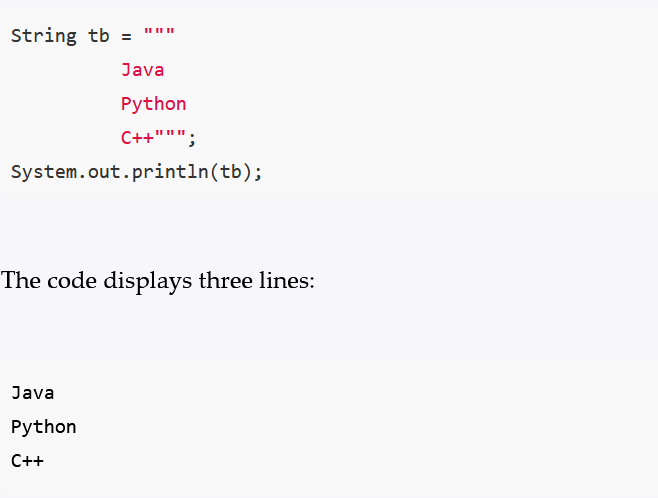 String tb = """
          Java
          Python
          C++""";
System.out.println(tb);
The code displays three lines:
Java
Python
C++